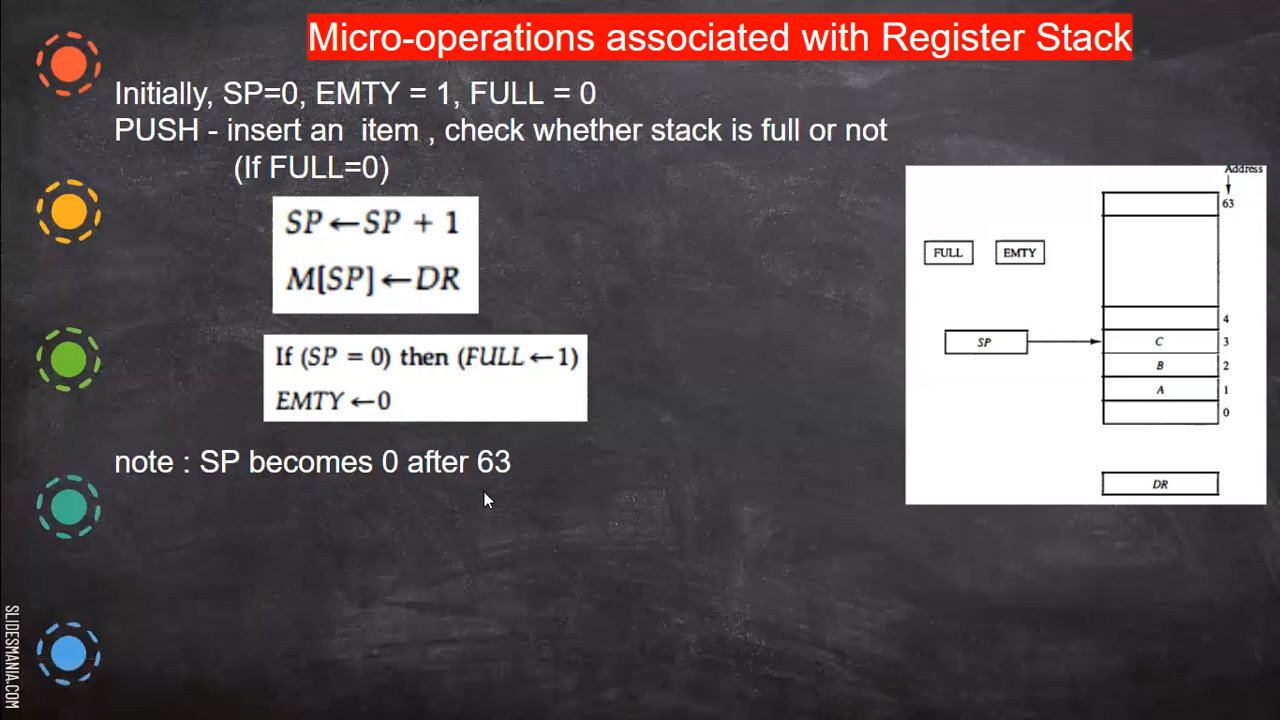 Micro-operations associated with Register Stack
Initially, SP=0, EMTY = 1, FULL = 0
PUSH - insert an item , check whether stack is full or not
(If FULL=0)
SP ← SP + 1
M[SP] ← DR
If (SP = 0) then (FULL ← 1)
EMTY ← 0
note : SP becomes 0 after 63
Address
63
FULL
EMTY
4
SP
C
3
B
2
A
1
0
DR
SLIDESMANIA.COM